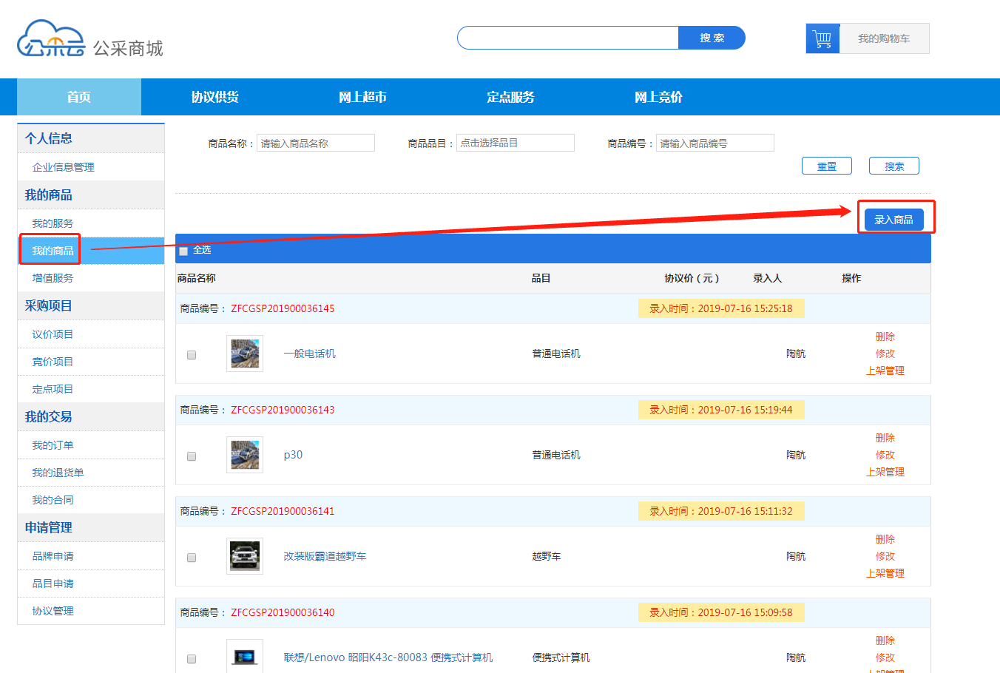 公采云 公采商城
搜 索
我的购物车
首页 协议供货 网上超市 定点服务 网上竞价
个人信息
企业信息管理
我的商品
我的服务
我的商品
增值服务
采购项目
议价项目
竞价项目
定点项目
我的交易
我的订单
我的退货单
我的合同
申请管理
品牌申请
品目申请
协议管理
商品名称： 请输入商品名称 商品品目： 点击选择品目 商品编号： 请输入商品编号
重置 搜索
录入商品
全选
商品名称 品目 协议价（元） 录入人 操作
商品编号： ZFCGSP201900036145 录入时间：2019-07-16 15:25:18
一般电话机 普通电话机 陶航
删除
修改
上架管理
商品编号： ZFCGSP201900036143 录入时间：2019-07-16 15:19:44
p30 普通电话机 陶航
删除
修改
上架管理
商品编号： ZFCGSP201900036141 录入时间：2019-07-16 15:11:32
改装版霸道越野车 越野车 陶航
删除
修改
上架管理
商品编号： ZFCGSP201900036140 录入时间：2019-07-16 15:09:58
联想/Lenovo 昭阳K43c-80083 便携式计算机 便携式计算机 陶航
删除
修改
上架管理